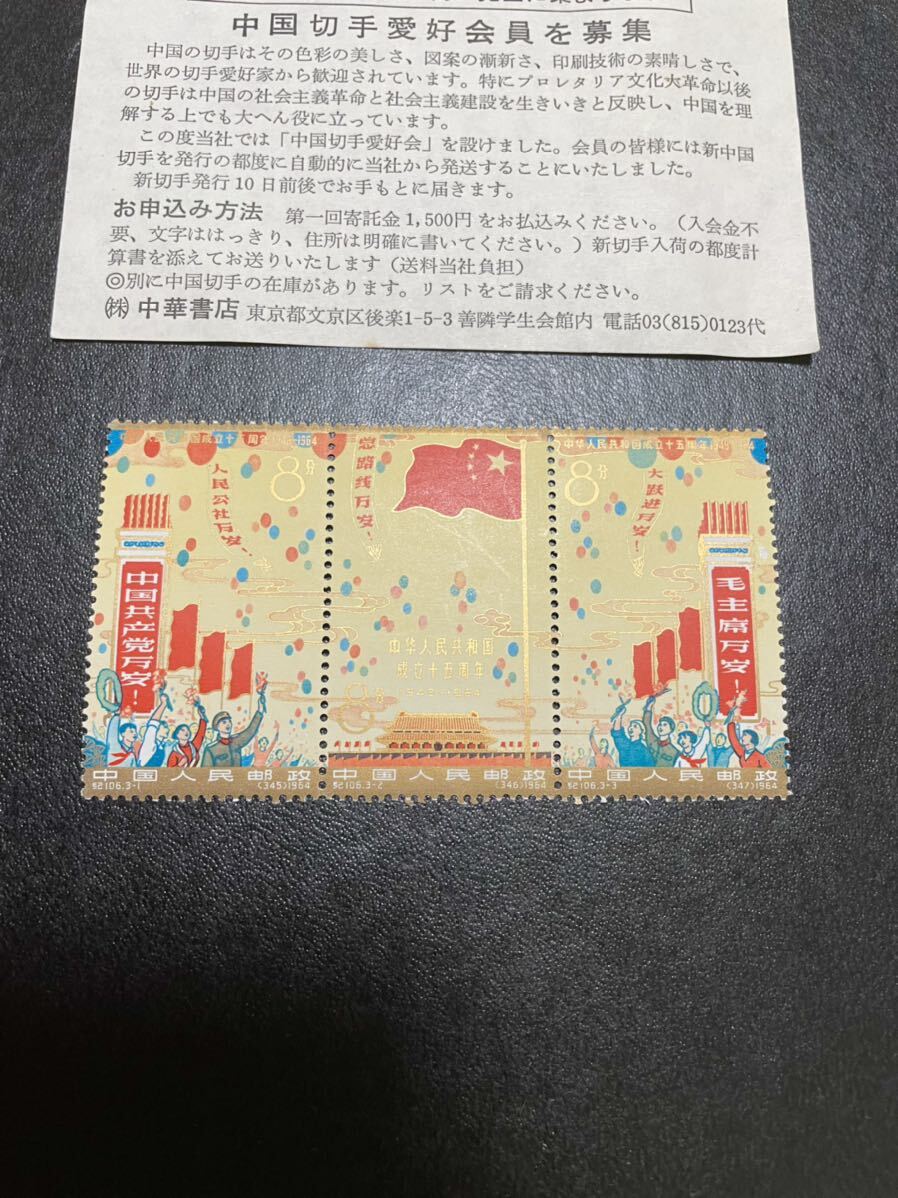 中国切手愛好会員を募集
中国の切手はその色彩の美しさ、図案の漸新さ、印刷技術の素晴しさで、
世界の切手愛好家から歓迎されています。特にプロレタリア文化大革命以後
の切手は中国の社会主義革命と社会主義建設を生きいきと反映し、中国を理
解する上でも大へん役に立っています。
この度当社では「中国切手愛好会」を設けました。会員の皆様には新中国
切手を発行の都度に自動的に当社から発送することにいたしました。
新切手発行10日前後でお手もとに届きます。
お申込み方法 第一回寄託金1,500円をお払込みください。（入会金不
要、文字ははっきり、住所は明確に書いてください。）新切手入荷の都度計
算書を添えてお送りいたします（送料当社負担）
◎別に中国切手の在庫があります。リストをご請求ください。
㈱ 中華書店 東京都文京区後楽1-5-3 善隣学生会館内 電話03(815)0123代
人民公社万岁！
8分
中国共产党万岁！
中国人民邮政
纪106.3-1 (345)1964
总路线万岁！
中华人民共和国
成立十五周年
1949-1964
8分
中国人民邮政
纪106.3-2 (346)1964
中华人民共和国成立十五周年1949-1964
8分
大跃进万岁！
毛主席万岁！
中国人民邮政
纪106.3-3 (347)1964